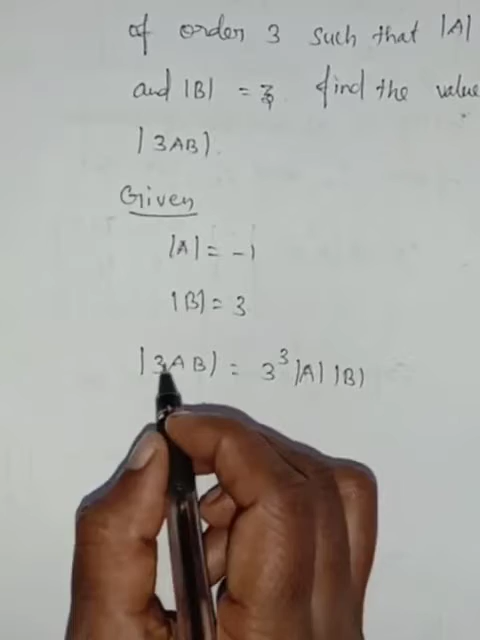 of order 3 such that |A|
and |B| = 3 find the value
|3AB|.
Given
|A| = -1
|B| = 3
|3AB| = 3³ |A| |B|